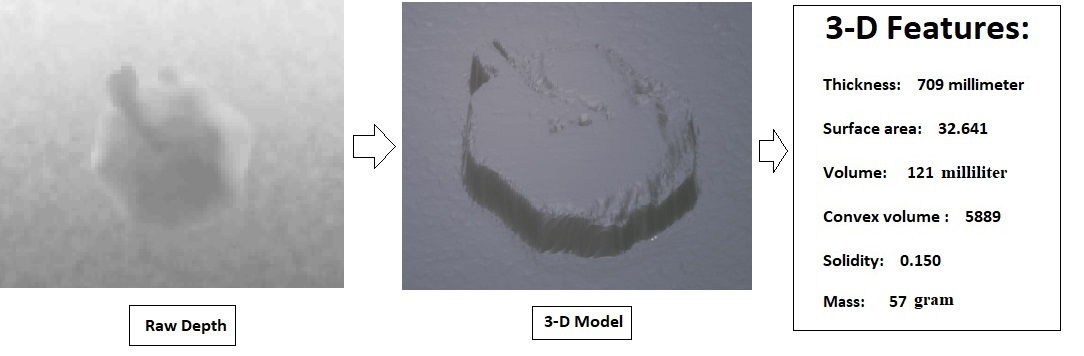 3-D Features:
Thickness: 709 millimeter
Surface area: 32.641
Volume: 121 milliliter
Convex volume : 5889
Solidity: 0.150
Mass: 57 gram
Raw Depth
3-D Model